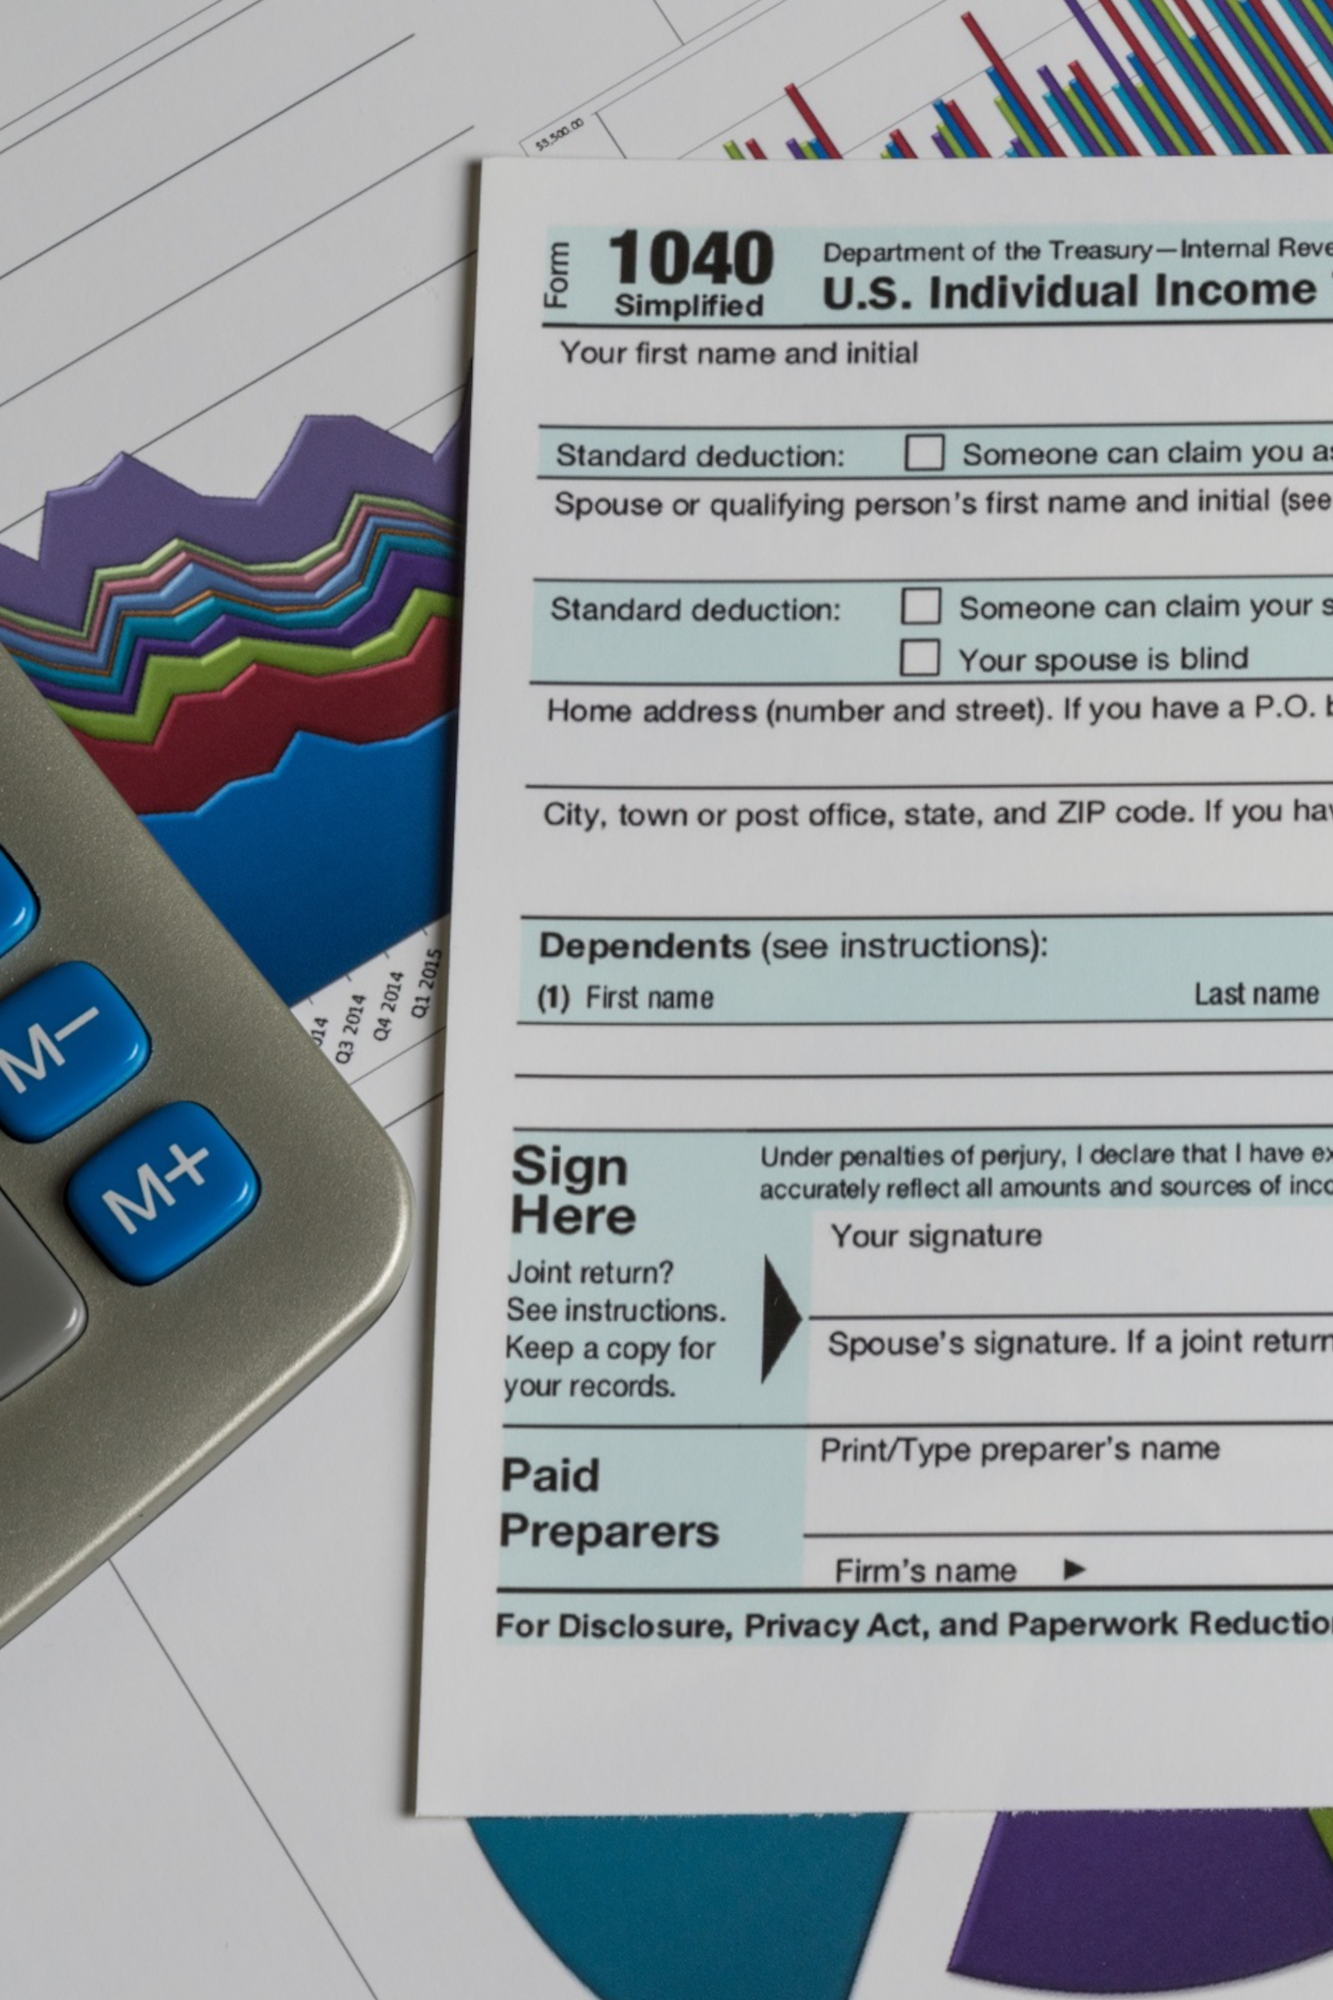 $3,500.00
Form
1040
Simplified
Department of the Treasury—Internal Reve
U.S. Individual Income
Your first name and initial
Standard deduction: Someone can claim you as
Spouse or qualifying person's first name and initial (see
Standard deduction: Someone can claim your s
Your spouse is blind
Home address (number and street). If you have a P.O. b
City, town or post office, state, and ZIP code. If you hav
Dependents (see instructions):
(1) First name Last name
014
Q3 2014
Q4 2014
Q1 2015
M−
M+
Sign
Here
Joint return?
See instructions.
Keep a copy for
your records.
Under penalties of perjury, I declare that I have ex
accurately reflect all amounts and sources of inco
Your signature
Spouse's signature. If a joint return
Paid
Preparers
Print/Type preparer's name
Firm's name ▶
For Disclosure, Privacy Act, and Paperwork Reductio